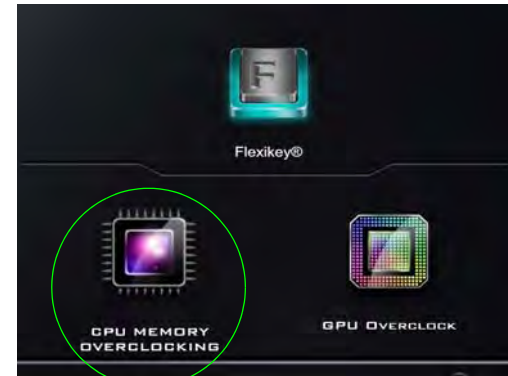 F
Flexikey®
CPU MEMORY
OVERCLOCKING
GPU OVERCLOCK